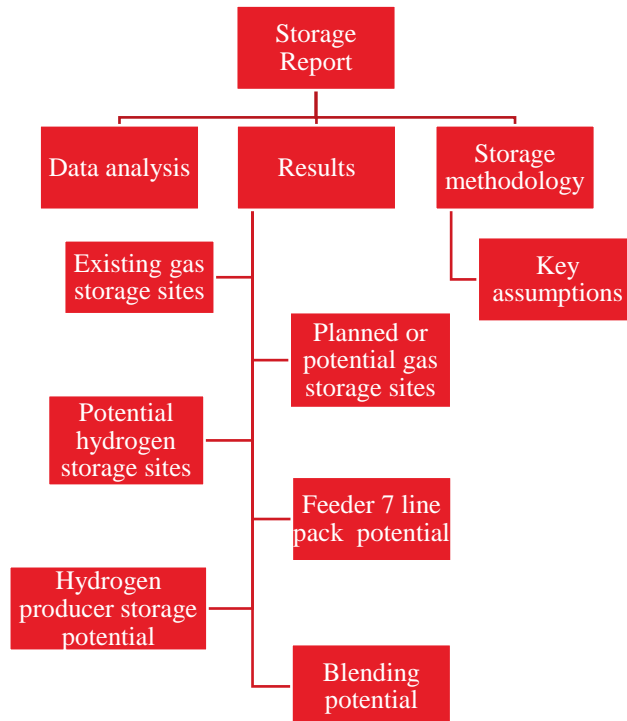 Storage
Report
Data analysis
Results
Storage
methodology
Existing gas
storage sites
Key
assumptions
Planned or
potential gas
storage sites
Potential
hydrogen
storage sites
Feeder 7 line
pack potential
Hydrogen
producer storage
potential
Blending
potential